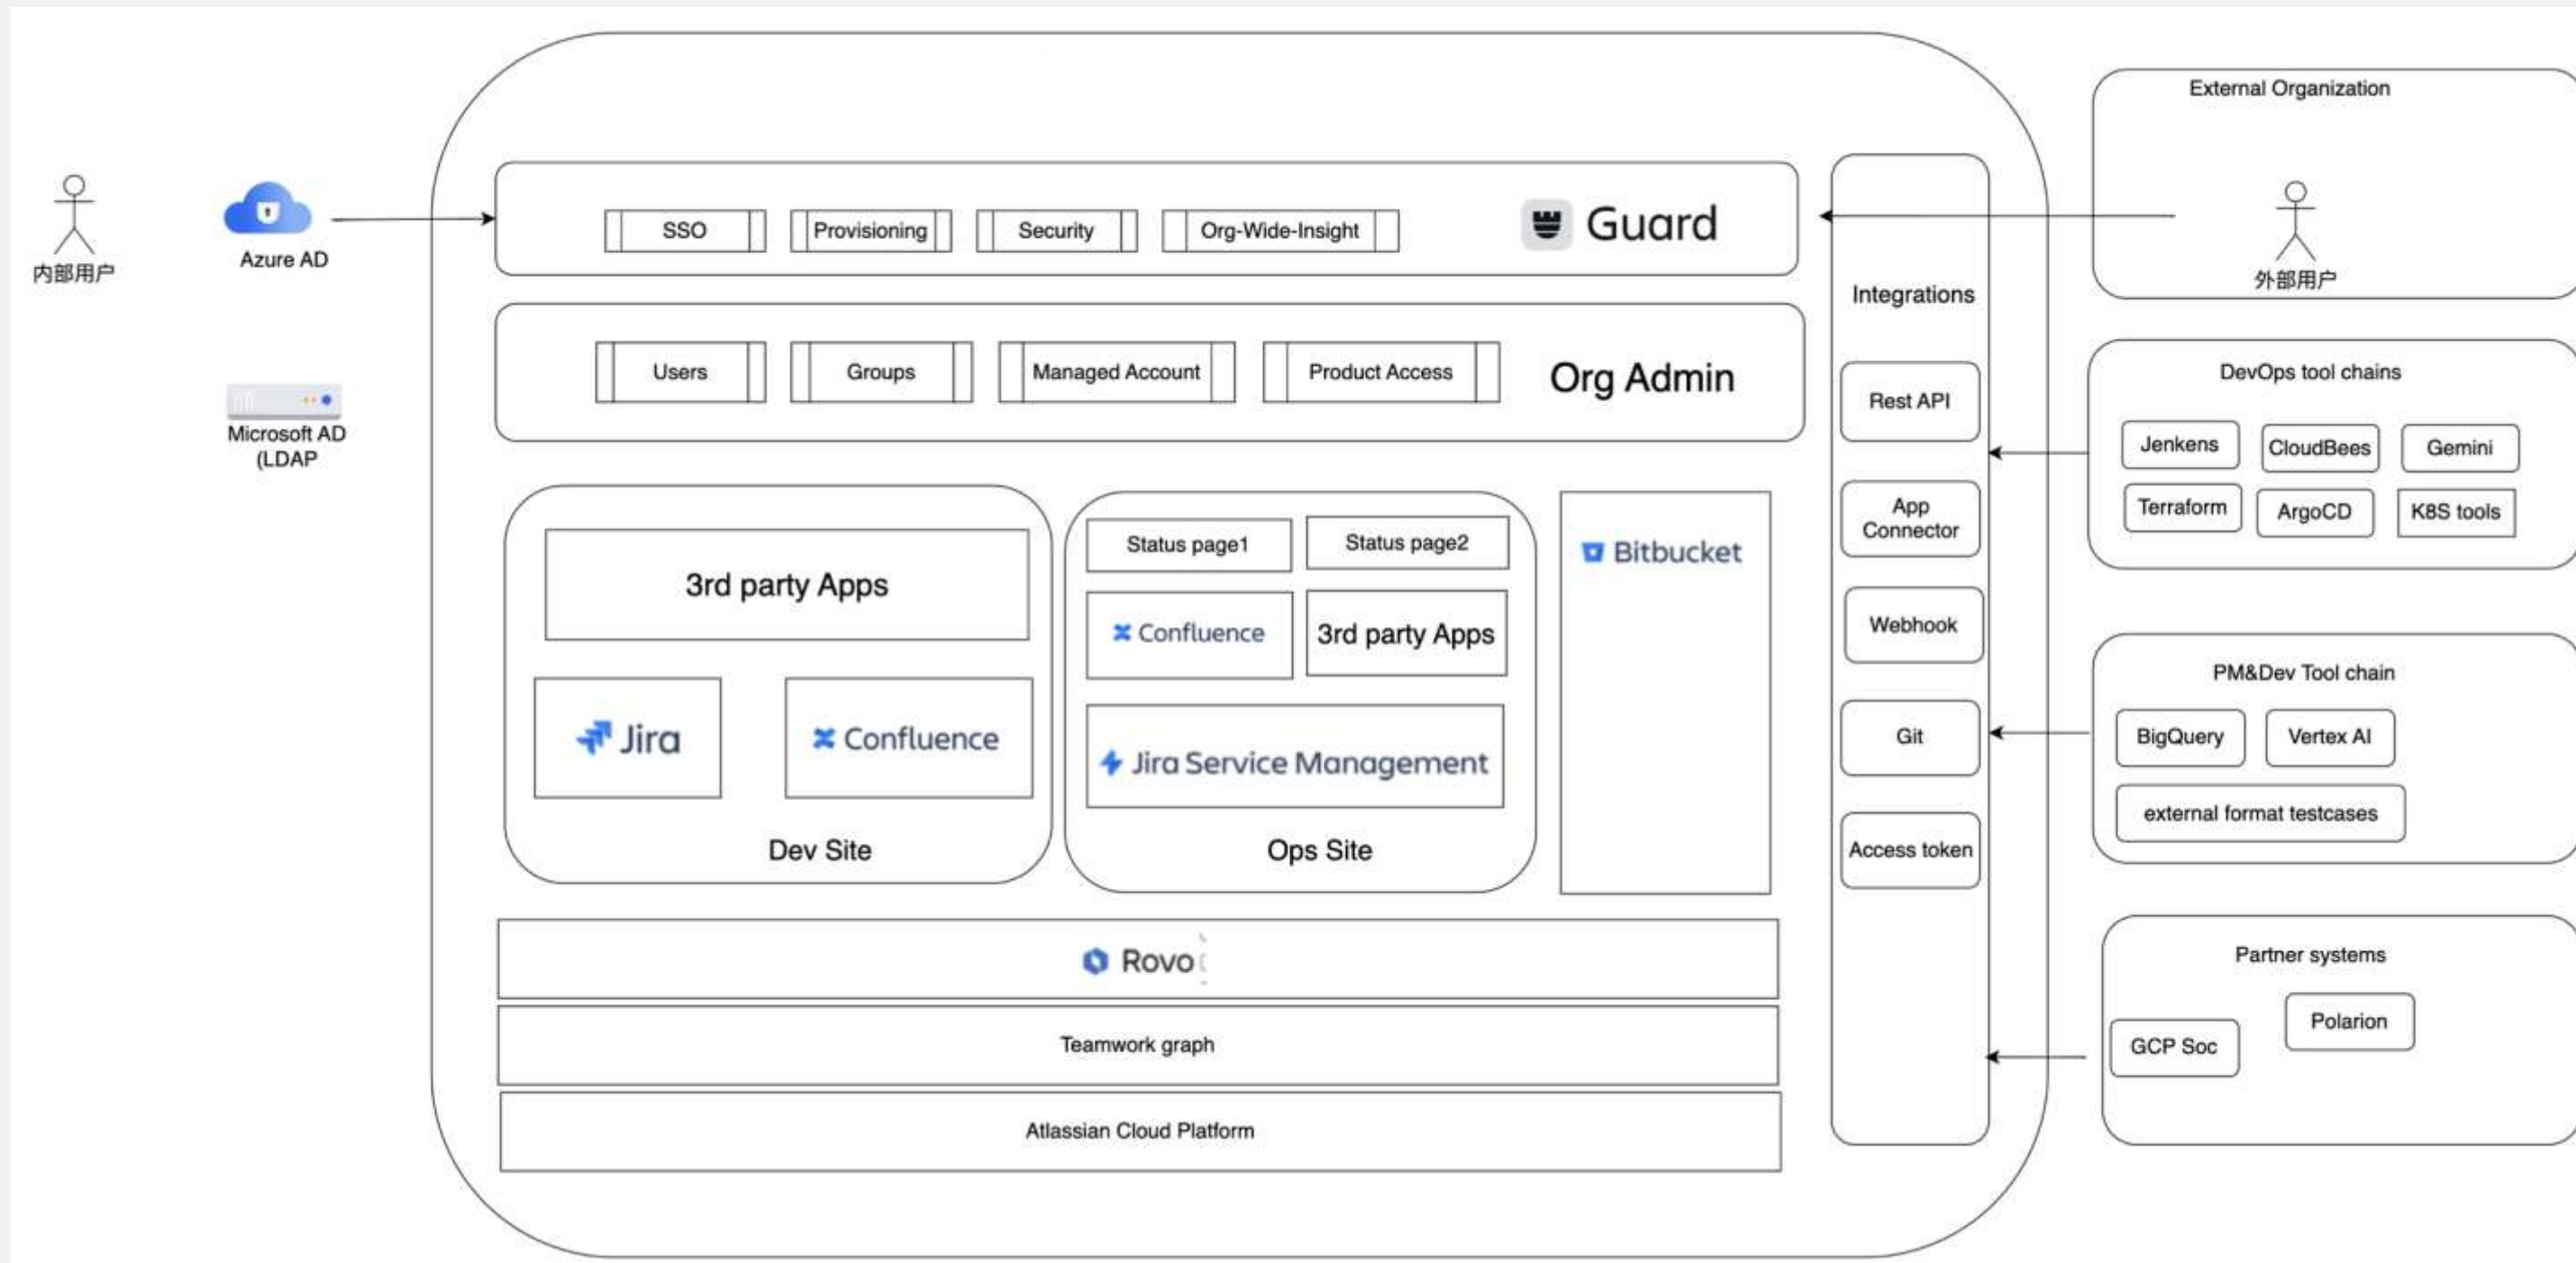 内部用户
Azure AD
Microsoft AD
(LDAP
SSO
Provisioning
Security
Org-Wide-Insight
Guard
Users
Groups
Managed Account
Product Access
Org Admin
3rd party Apps
Jira
Confluence
Dev Site
Status page1
Status page2
Confluence
3rd party Apps
Jira Service Management
Ops Site
Bitbucket
Rovo
Teamwork graph
Atlassian Cloud Platform
Integrations
Rest API
App
Connector
Webhook
Git
Access token
External Organization
外部用户
DevOps tool chains
Jenkens
CloudBees
Gemini
Terraform
ArgoCD
K8S tools
PM&Dev Tool chain
BigQuery
Vertex AI
external format testcases
Partner systems
Polarion
GCP Soc